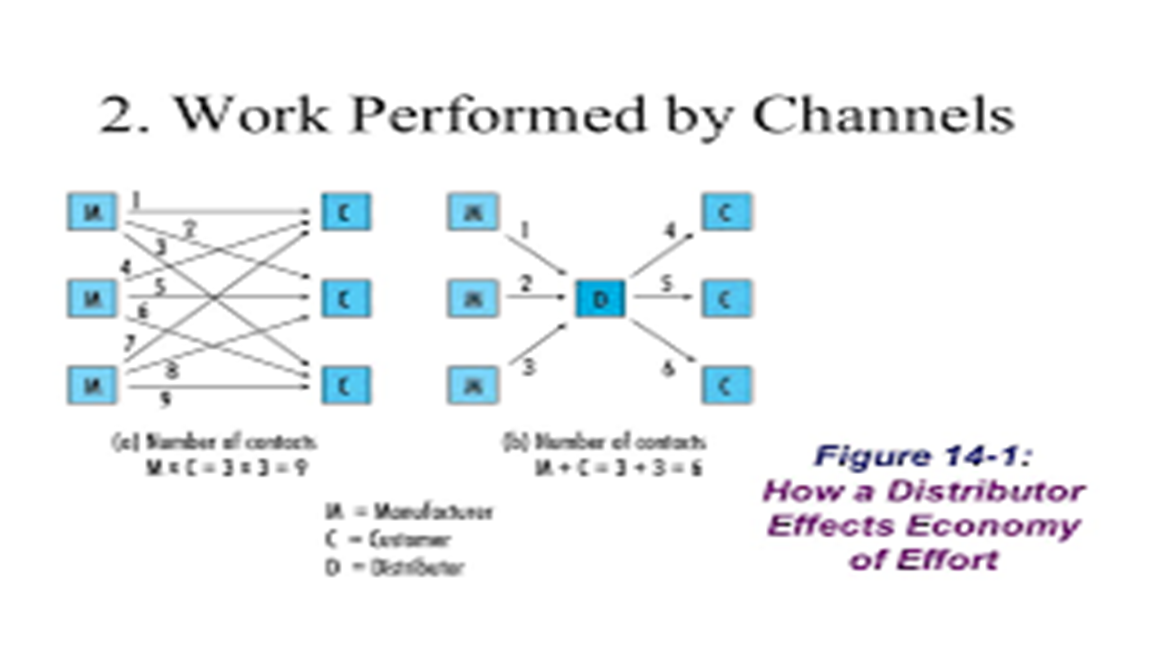 2. Work Performed by Channels
M
1
2
3
C
M
4
5
6
C
M
7
8
9
C
(a) Number of contacts
M x C = 3 x 3 = 9
M
1
M
2
M
3
D
4
C
5
C
6
C
(b) Number of contacts
M + C = 3 + 3 = 6
M = Manufacturer
C = Customer
D = Distributor
Figure 14-1:
How a Distributor
Effects Economy
of Effort